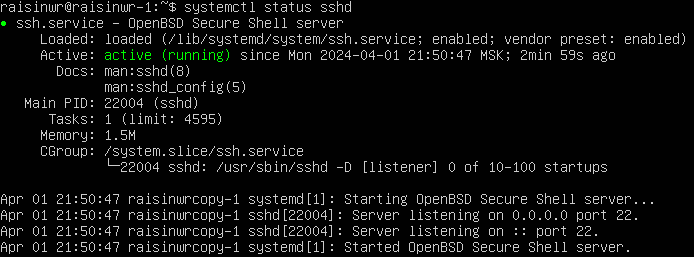 raisinwr@raisinwr-1:~$ systemctl status sshd
● ssh.service - OpenBSD Secure Shell server
Loaded: loaded (/lib/systemd/system/ssh.service; enabled; vendor preset: enabled)
Active: active (running) since Mon 2024-04-01 21:50:47 MSK; 2min 59s ago
Docs: man:sshd(8)
man:sshd_config(5)
Main PID: 22004 (sshd)
Tasks: 1 (limit: 4595)
Memory: 1.5M
CGroup: /system.slice/ssh.service
└─22004 sshd: /usr/sbin/sshd -D [listener] 0 of 10-100 startups
Apr 01 21:50:47 raisinwrcopy-1 systemd[1]: Starting OpenBSD Secure Shell server...
Apr 01 21:50:47 raisinwrcopy-1 sshd[22004]: Server listening on 0.0.0.0 port 22.
Apr 01 21:50:47 raisinwrcopy-1 sshd[22004]: Server listening on :: port 22.
Apr 01 21:50:47 raisinwrcopy-1 systemd[1]: Started OpenBSD Secure Shell server.